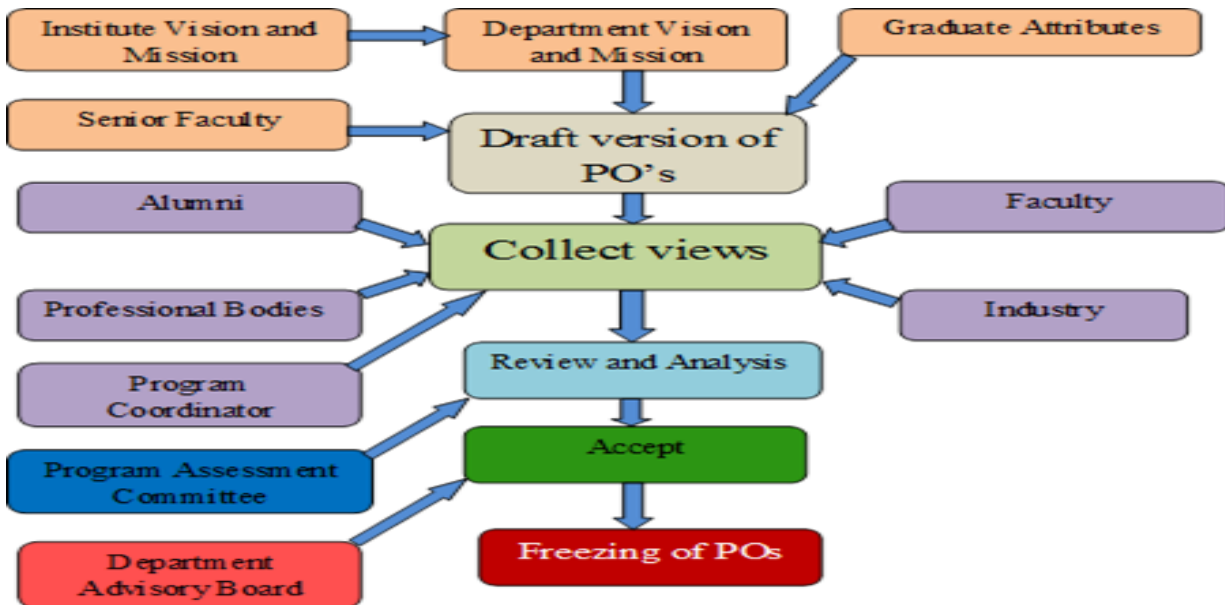 Institute Vision and
Mission
Department Vision
and Mission
Graduate Attributes
Senior Faculty
Draft version of
PO’s
Alumni
Faculty
Collect views
Professional Bodies
Industry
Review and Analysis
Program
Coordinator
Accept
Program Assessment
Committee
Freezing of POs
Department
Advisory Board